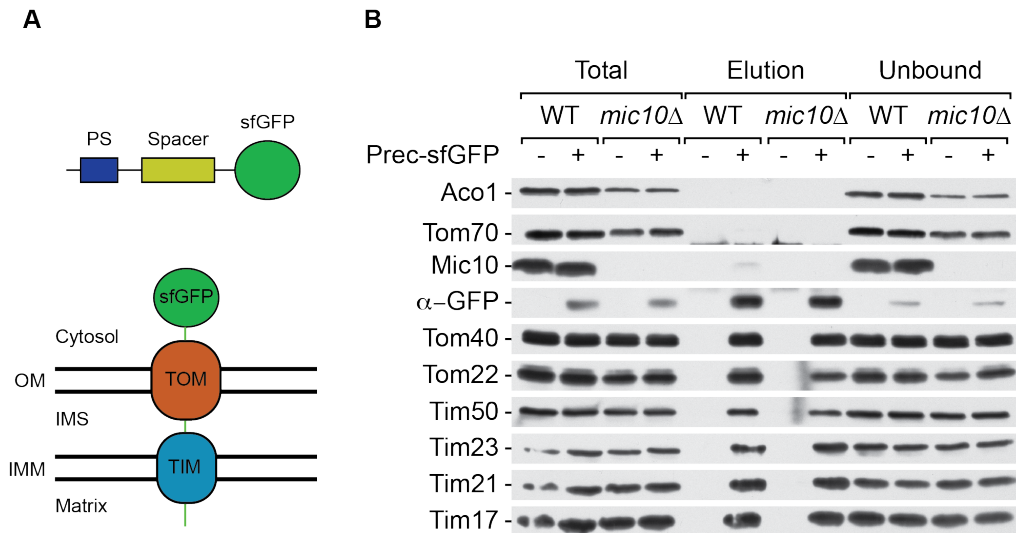 A
PS Spacer sfGFP
sfGFP
Cytosol
OM TOM
IMS
IMM TIM
Matrix
B
Total Elution Unbound
WT mic10Δ WT mic10Δ WT mic10Δ
Prec-sfGFP - + - + - + - + - + - +
Aco1 -
Tom70 -
Mic10 -
α-GFP -
Tom40 -
Tom22 -
Tim50 -
Tim23 -
Tim21 -
Tim17 -